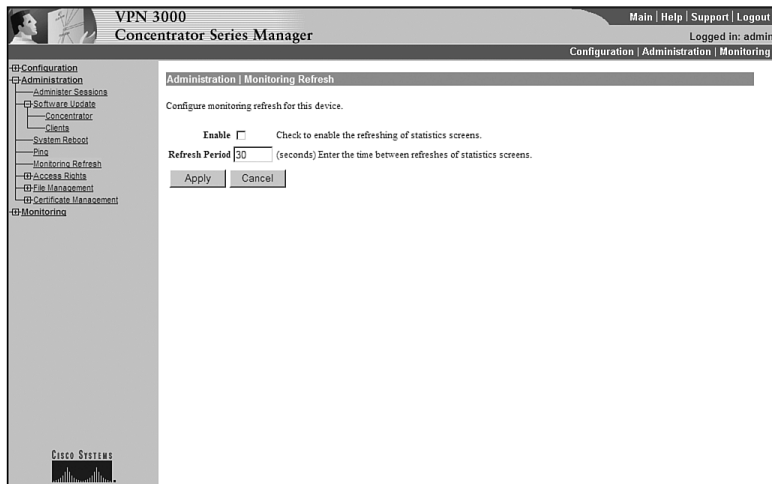 VPN 3000
Concentrator Series Manager
Main | Help | Support | Logout
Logged in: admin
Configuration | Administration | Monitoring
Configuration
Administration
Administer Sessions
Software Update
Concentrator
Clients
System Reboot
Ping
Monitoring Refresh
Access Rights
File Management
Certificate Management
Monitoring
Administration | Monitoring Refresh
Configure monitoring refresh for this device.
Enable Check to enable the refreshing of statistics screens.
Refresh Period 30 (seconds) Enter the time between refreshes of statistics screens.
Apply Cancel
CISCO SYSTEMS